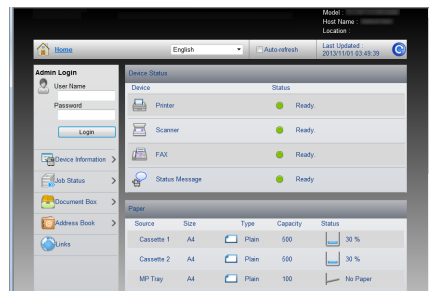 Model :
Host Name :
Location :
Home
English
Auto-refresh
Last Updated :
2013/11/01 03:49:39
Admin Login
User Name
Password
Login
Device Information
Job Status
Document Box
Address Book
Links
Device Status
Device Status
Printer Ready.
Scanner Ready.
FAX Ready.
Status Message Ready
Paper
Source Size Type Capacity Status
Cassette 1 A4 Plain 500 30 %
Cassette 2 A4 Plain 500 30 %
MP Tray A4 Plain 100 No Paper